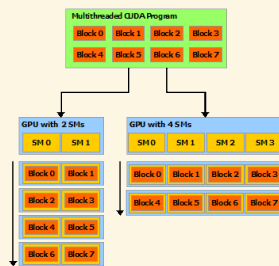 Multithreaded CUDA Program
Block 0 Block 1 Block 2 Block 3
Block 4 Block 5 Block 6 Block 7
GPU with 2 SMs
SM 0 SM 1
Block 0 Block 1
Block 2 Block 3
Block 4 Block 5
Block 6 Block 7
GPU with 4 SMs
SM 0 SM 1 SM 2 SM 3
Block 0 Block 1 Block 2 Block 3
Block 4 Block 5 Block 6 Block 7